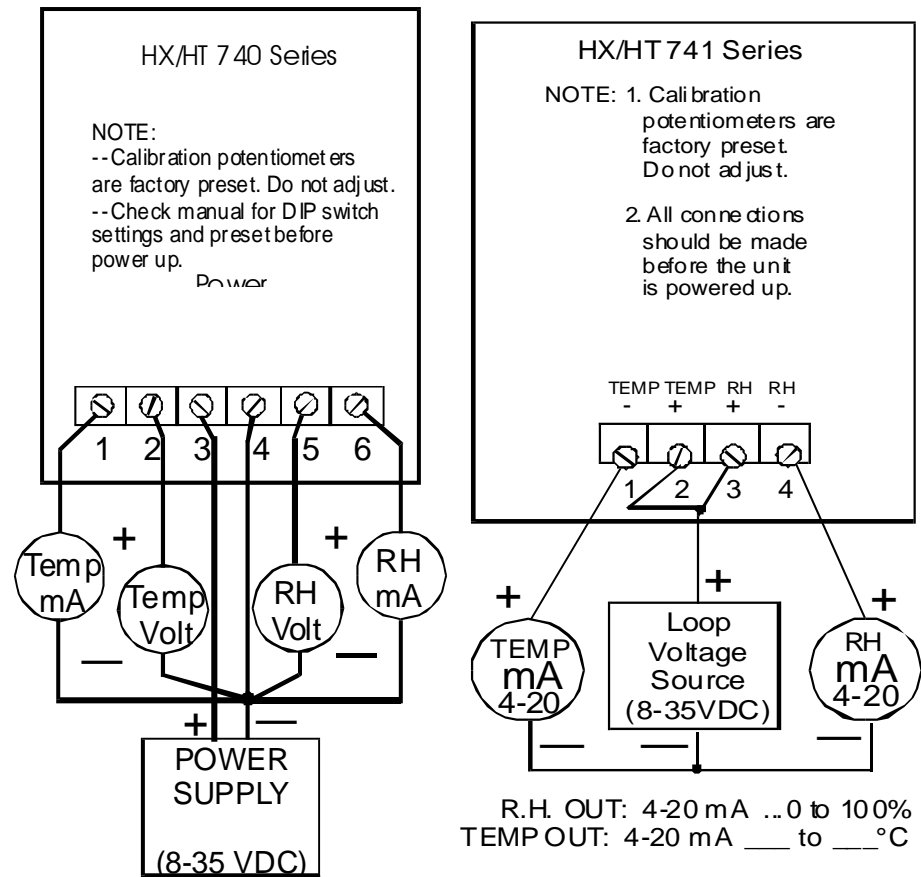 HX/HT 740 Series
NOTE:
--Calibration potentiometers
are factory preset. Do not adjust.
--Check manual for DIP switch
settings and preset before
power up.
Power
1 2 3 4 5 6
+ +
Temp
mA
Temp
Volt
RH
Volt
RH
mA
— —
+ —
POWER
SUPPLY
(8-35 VDC)
HX/HT 741 Series
NOTE: 1. Calibration
potentiometers are
factory preset.
Do not adjust.
2. All connections
should be made
before the unit
is powered up.
TEMP TEMP RH RH
- + + -
1 2 3 4
+ + +
TEMP
mA
4-20
Loop
Voltage
Source
(8-35VDC)
RH
mA
4-20
— — —
R.H. OUT: 4-20 mA ...0 to 100%
TEMP OUT: 4-20 mA ___ to ___°C